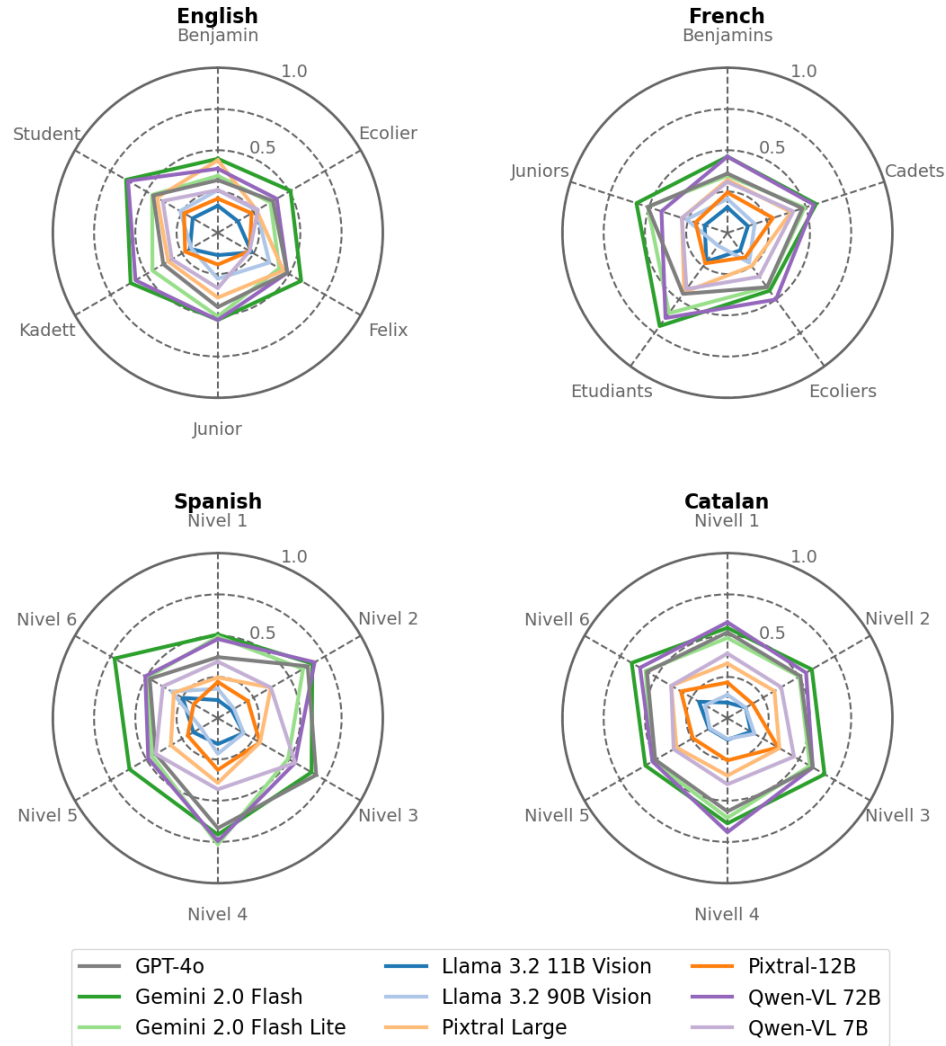 English
Benjamin
1.0
Student
Ecolier
0.5
Kadett
Felix
Junior
French
Benjamins
1.0
0.5
Juniors
Cadets
Etudiants
Ecoliers
Spanish
Nivel 1
1.0
Nivel 6
Nivel 2
0.5
Nivel 5
Nivel 3
Nivel 4
Catalan
Nivell 1
1.0
Nivell 6
Nivell 2
0.5
Nivell 5
Nivell 3
Nivell 4
GPT-4o
Gemini 2.0 Flash
Gemini 2.0 Flash Lite
Llama 3.2 11B Vision
Llama 3.2 90B Vision
Pixtral Large
Pixtral-12B
Qwen-VL 72B
Qwen-VL 7B